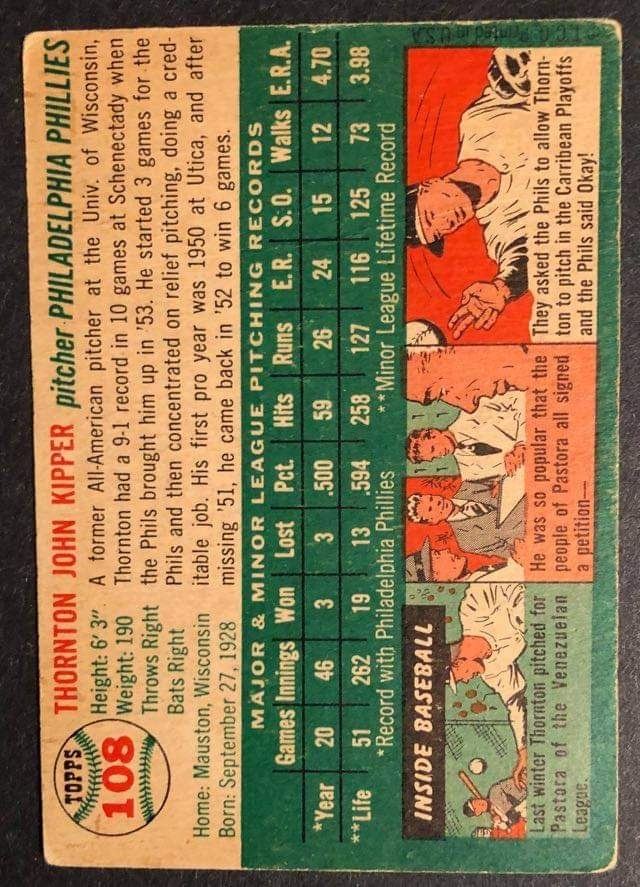 TOPPS
108
THORNTON JOHN KIPPER pitcher-PHILADELPHIA PHILLIES
Height: 6' 3"
Weight: 190
Throws Right
Bats Right
Home: Mauston, Wisconsin
Born: September 27, 1928
A former All-American pitcher at the Univ. of Wisconsin,
Thornton had a 9-1 record in 10 games at Schenectady when
the Phils brought him up in '53. He started 3 games for the
Phils and then concentrated on relief pitching, doing a cred-
itable job. His first pro year was 1950 at Utica, and after
missing '51, he came back in '52 to win 6 games.
MAJOR & MINOR LEAGUE PITCHING RECORDS
Games Innings Won Lost Pct. Hits Runs E.R. S.O. Walks E.R.A.
*Year 20 46 3 3 .500 59 26 24 15 12 4.70
**Life 51 262 19 13 .594 258 127 116 125 73 3.98
*Record with Philadelphia Phillies **Minor League Lifetime Record
INSIDE BASEBALL
Last winter Thornton pitched for
Pastora of the Venezuelan
League.
He was so popular that the
people of Pastora all signed
a petition—
They asked the Phils to allow Thorn-
ton to pitch in the Carribean Playoffs
and the Phils said Okay!
© T.C.G. Printed in U.S.A.